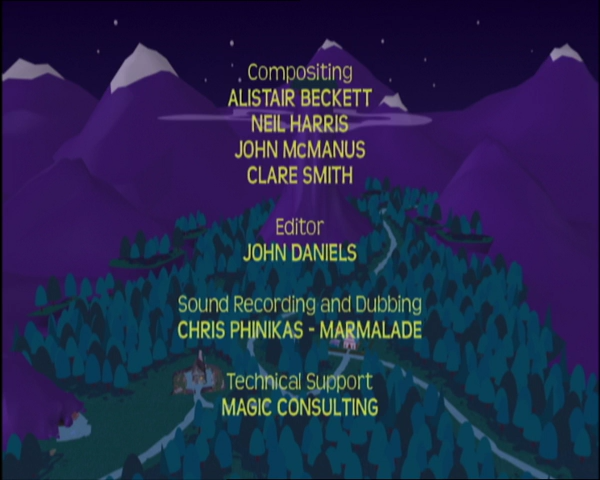 Compositing
ALISTAIR BECKETT
NEIL HARRIS
JOHN McMANUS
CLARE SMITH
Editor
JOHN DANIELS
Sound Recording and Dubbing
CHRIS PHINIKAS - MARMALADE
Technical Support
MAGIC CONSULTING